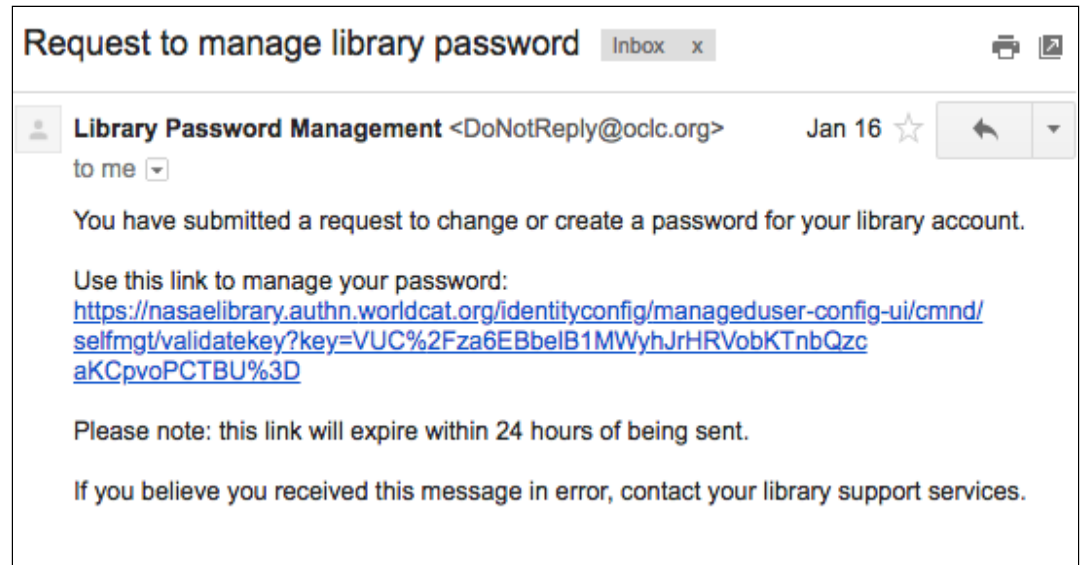 Request to manage library password Inbox x
Library Password Management <DoNotReply@oclc.org> Jan 16
to me
You have submitted a request to change or create a password for your library account.
Use this link to manage your password:
https://nasaelibrary.authn.worldcat.org/identityconfig/manageduser-config-ui/cmnd/
selfmgt/validatekey?key=VUC%2Fza6EBbelB1MWyhJrHRVobKTnbQzc
aKCpvoPCTBU%3D
Please note: this link will expire within 24 hours of being sent.
If you believe you received this message in error, contact your library support services.